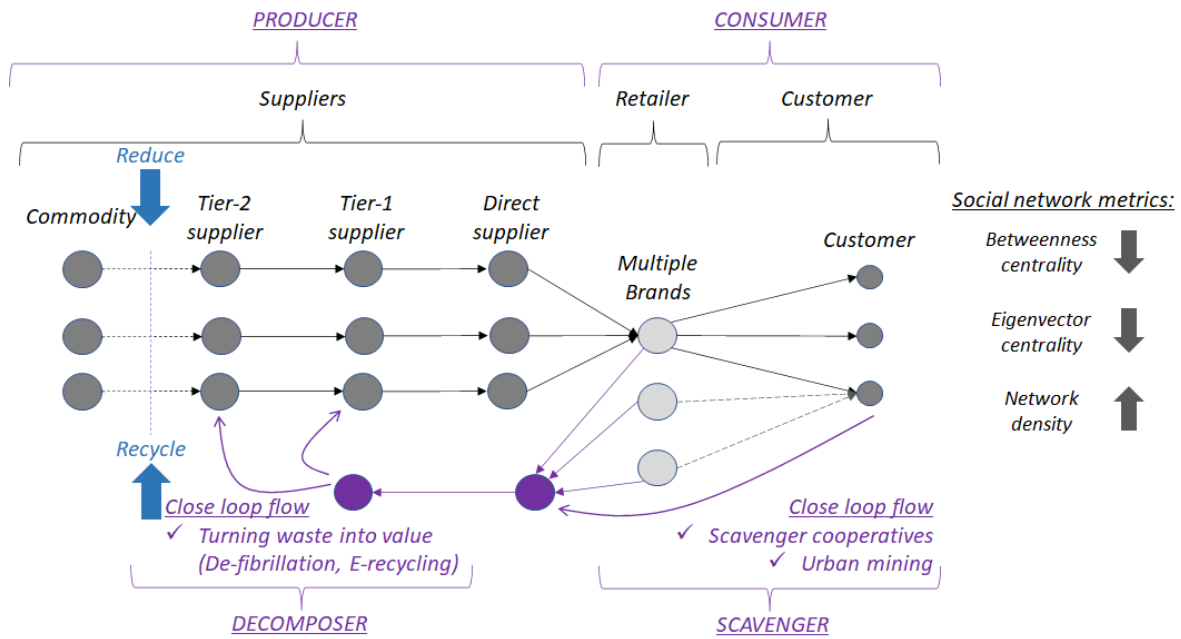 PRODUCER
CONSUMER
Suppliers
Retailer
Customer
Reduce
Commodity
Tier-2
supplier
Tier-1
supplier
Direct
supplier
Multiple
Brands
Customer
Social network metrics:
Betweenness
centrality
Eigenvector
centrality
Network
density
Recycle
Close loop flow
✓ Turning waste into value
(De-fibrillation, E-recycling)
Close loop flow
✓ Scavenger cooperatives
✓ Urban mining
DECOMPOSER
SCAVENGER